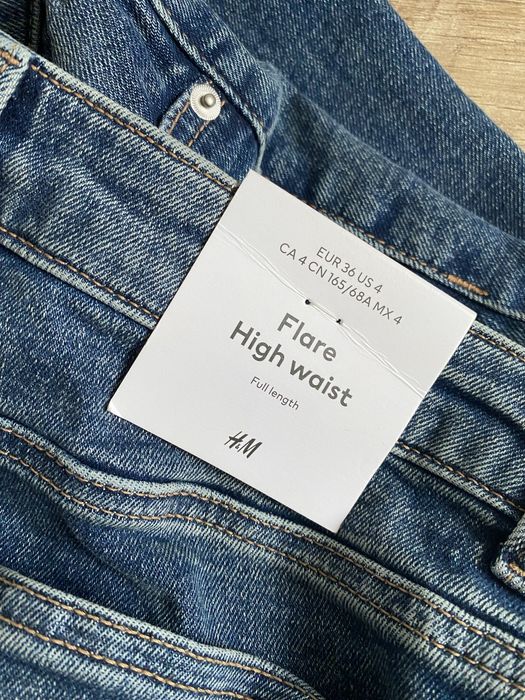 EUR 36 US 4
CA 4 CN 165/68A MX 4
Flare
High waist
Full length
H&M